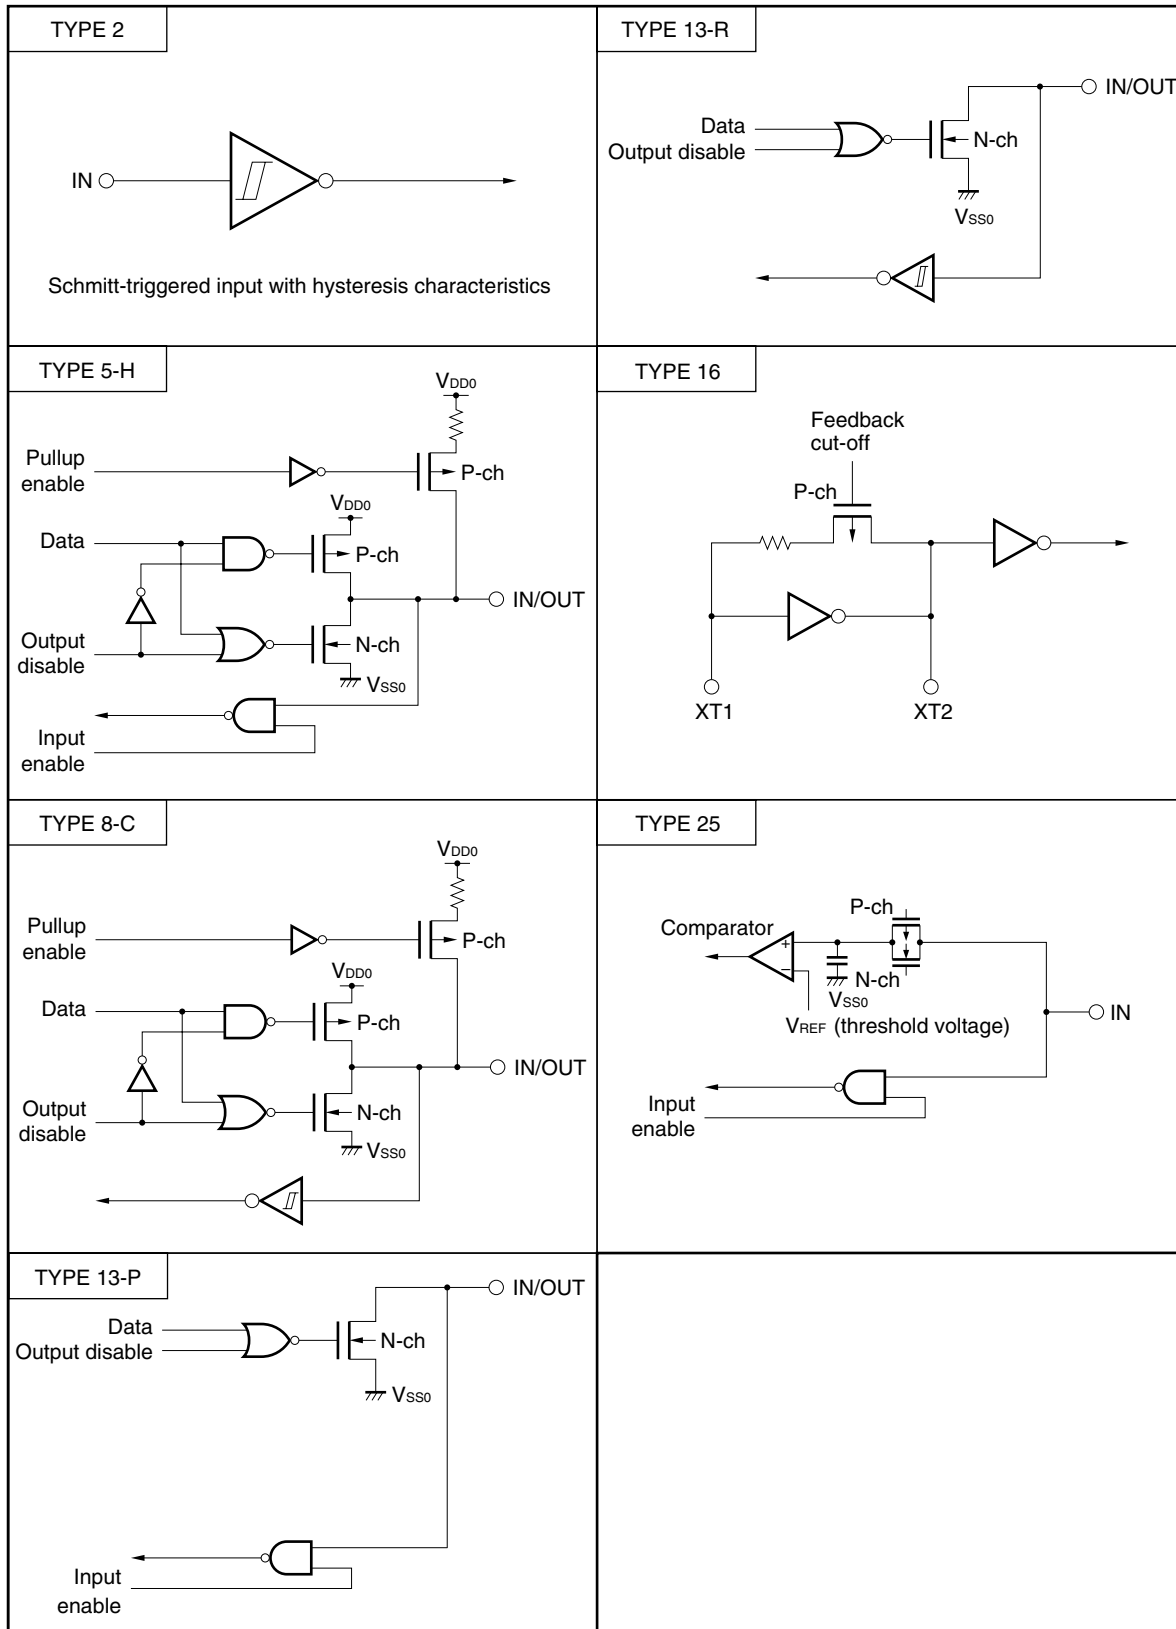 TYPE 2
IN
Schmitt-triggered input with hysteresis characteristics
TYPE 13-R
Data
Output disable
IN/OUT
N-ch
VSS0
TYPE 5-H
VDD0
Pullup
enable
P-ch
VDD0
Data
P-ch
IN/OUT
Output
disable
N-ch
VSS0
Input
enable
TYPE 16
Feedback
cut-off
P-ch
XT1
XT2
TYPE 8-C
VDD0
Pullup
enable
P-ch
VDD0
Data
P-ch
IN/OUT
Output
disable
N-ch
VSS0
TYPE 25
P-ch
Comparator
+
−
N-ch
VSS0
VREF (threshold voltage)
IN
Input
enable
TYPE 13-P
IN/OUT
Data
Output disable
N-ch
VSS0
Input
enable